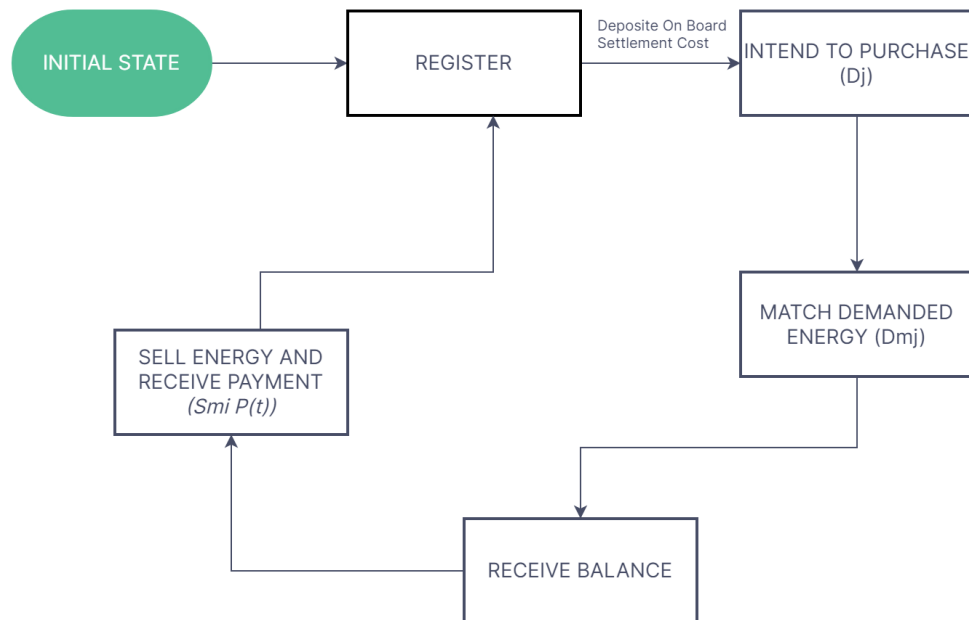 INITIAL STATE
REGISTER
Deposite On Board
Settlement Cost
INTEND TO PURCHASE
(Dj)
MATCH DEMANDED
ENERGY (Dmj)
SELL ENERGY AND
RECEIVE PAYMENT
(Smi P(t))
RECEIVE BALANCE